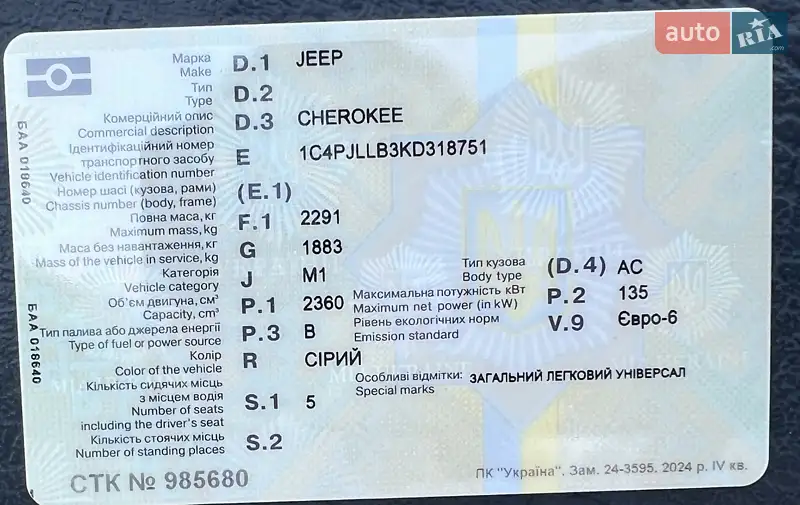 auto RIA .com
Марка D.1 JEEP
Make
Тип D.2
Type
Комерційний опис D.3 CHEROKEE
Commercial description
Ідентифікаційний номер
транспортного засобу E 1C4PJLLB3KD318751
Vehicle identification number
Номер шасі (кузова, рами) (E.1)
Chassis number (body, frame)
Повна маса, кг F.1 2291
Maximum mass, kg
Маса без навантаження, кг G 1883
Mass of the vehicle in service, kg
Категорія J M1
Vehicle category
Тип кузова (D.4) АС
Body type
Об'єм двигуна, см³ P.1 2360
Capacity, cm³
Максимальна потужність кВт P.2 135
Maximum net power (in kW)
Тип палива або джерела енергії P.3 B
Type of fuel or power source
Рівень екологічних норм V.9 Євро-6
Emission standard
Колір R СІРИЙ
Color of the vehicle
Особливі відмітки: ЗАГАЛЬНИЙ ЛЕГКОВИЙ УНІВЕРСАЛ
Special marks
Кількість сидячих місць
з місцем водія S.1 5
Number of seats
including the driver's seat
Кількість стоячих місць S.2
Number of standing places
СТК № 985680
ПК "Україна". Зам. 24-3595. 2024 р. IV кв.
БАА 018640
БАА 018640